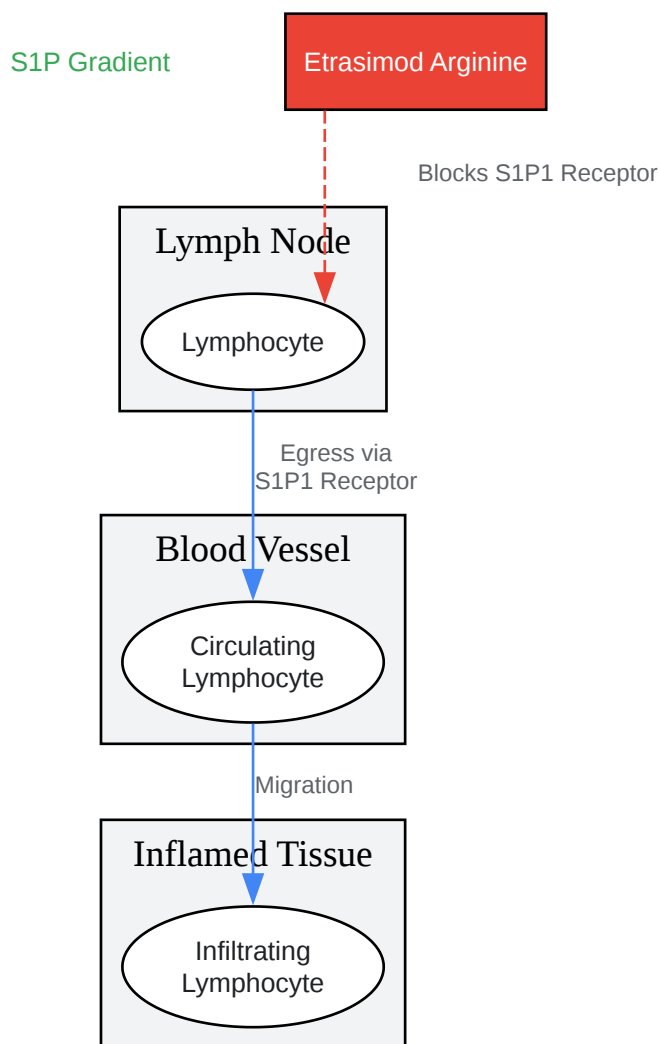 S1P Gradient
Etrasimod Arginine
Blocks S1P1 Receptor
Lymph Node
Lymphocyte
Egress via
S1P1 Receptor
Blood Vessel
Circulating
Lymphocyte
Migration
Inflamed Tissue
Infiltrating
Lymphocyte